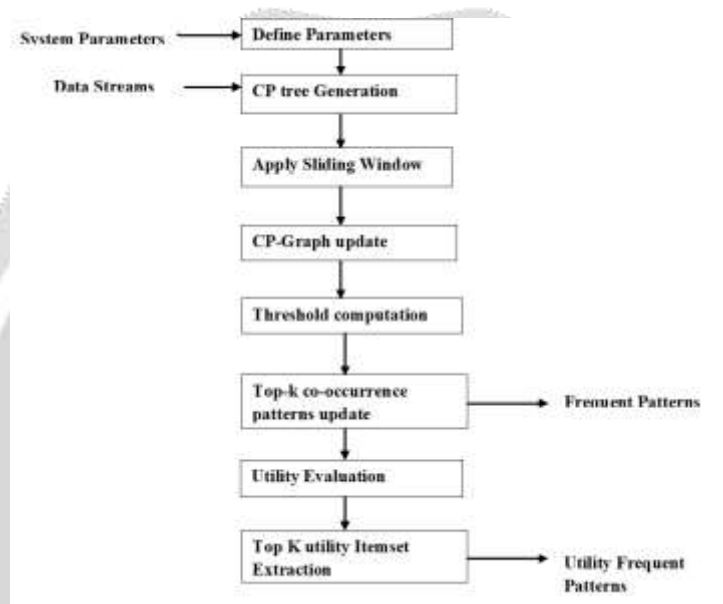 System Parameters
Define Parameters
Data Streams
CP tree Generation
Apply Sliding Window
CP-Graph update
Threshold computation
Top-k co-occurrence
patterns update
Frequent Patterns
Utility Evaluation
Top K utility Itemset
Extraction
Utility Frequent
Patterns